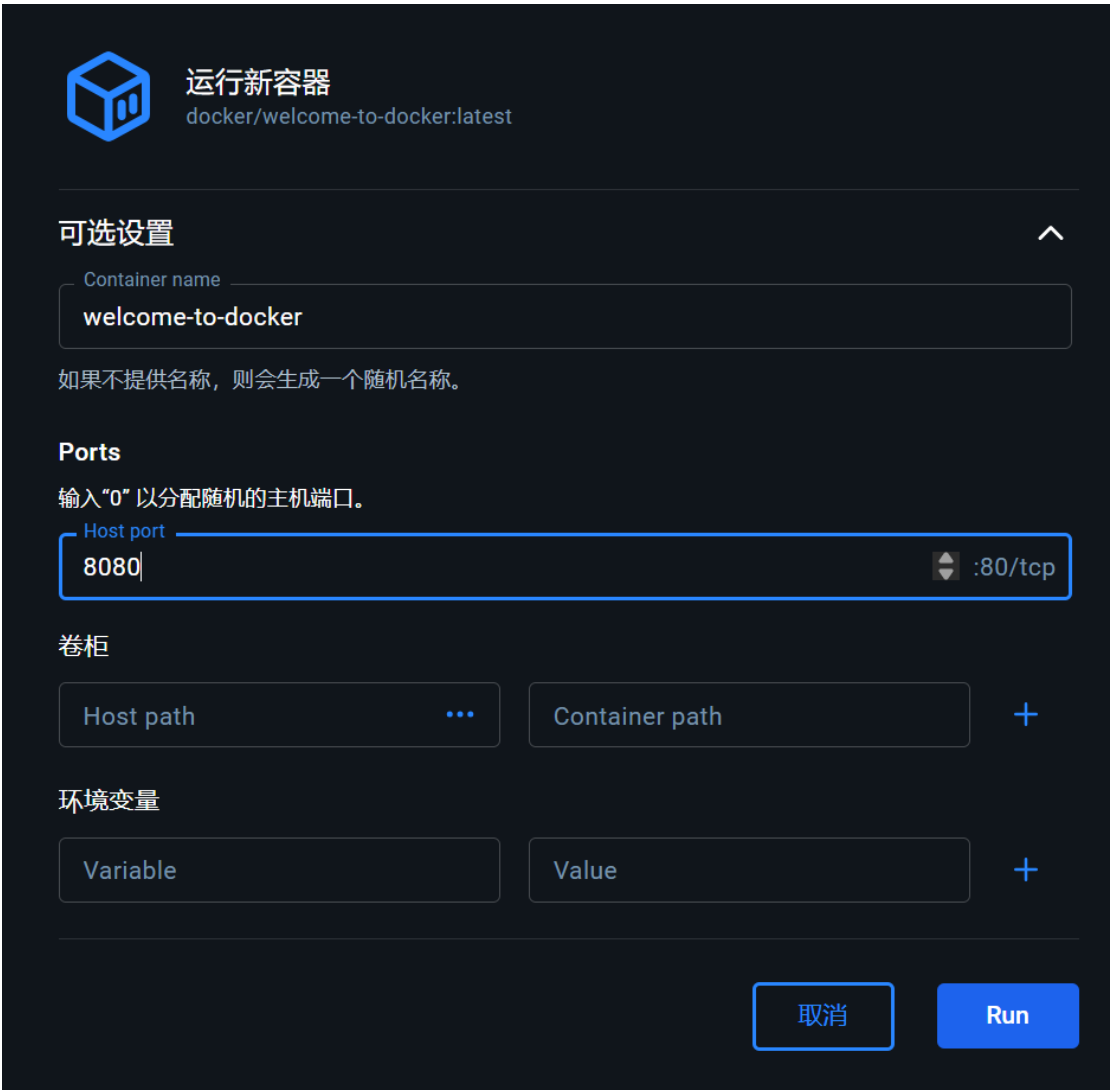 运行新容器
docker/welcome-to-docker:latest
可选设置
Container name
welcome-to-docker
如果不提供名称，则会生成一个随机名称。
Ports
输入“0” 以分配随机的主机端口。
Host port
8080 :80/tcp
卷柜
Host path Container path
环境变量
Variable Value
取消 Run